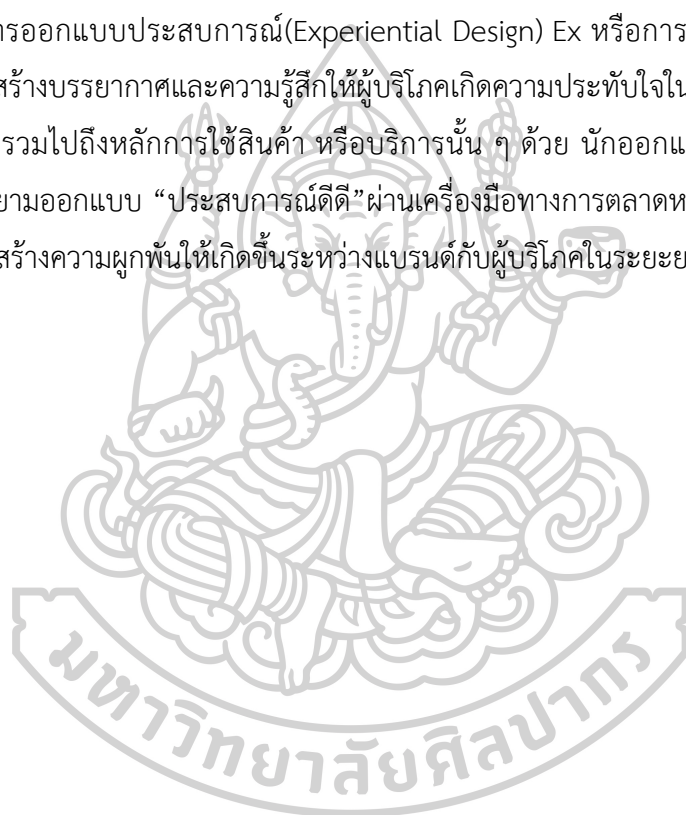 ารออกแบบประสบการณ์(Experiential Design) Ex หรือการ
สร้างบรรยากาศและความรู้สึกให้ผู้บริโภคเกิดความประทับใจใน
รวมไปถึงหลักการใช้สินค้า หรือบริการนั้น ๆ ด้วย นักออกแ
ยามออกแบบ “ประสบการณ์ดีดี”ผ่านเครื่องมือทางการตลาดห
สร้างความผูกพันให้เกิดขึ้นระหว่างแบรนด์กับผู้บริโภคในระยะย
มหาวิทยาลัยศิลปากร